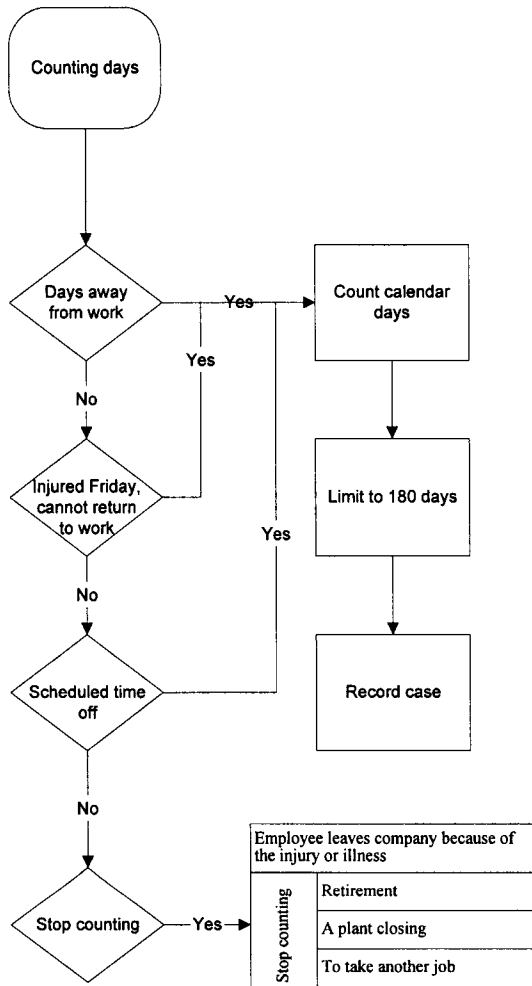 Counting days
Days away
from work
Yes
Count calendar
days
Yes
No
Injured Friday,
cannot return
to work
Limit to 180 days
Yes
No
Scheduled time
off
Record case
No
Employee leaves company because of
the injury or illness
Stop counting
Yes
Stop counting
Retirement
A plant closing
To take another job